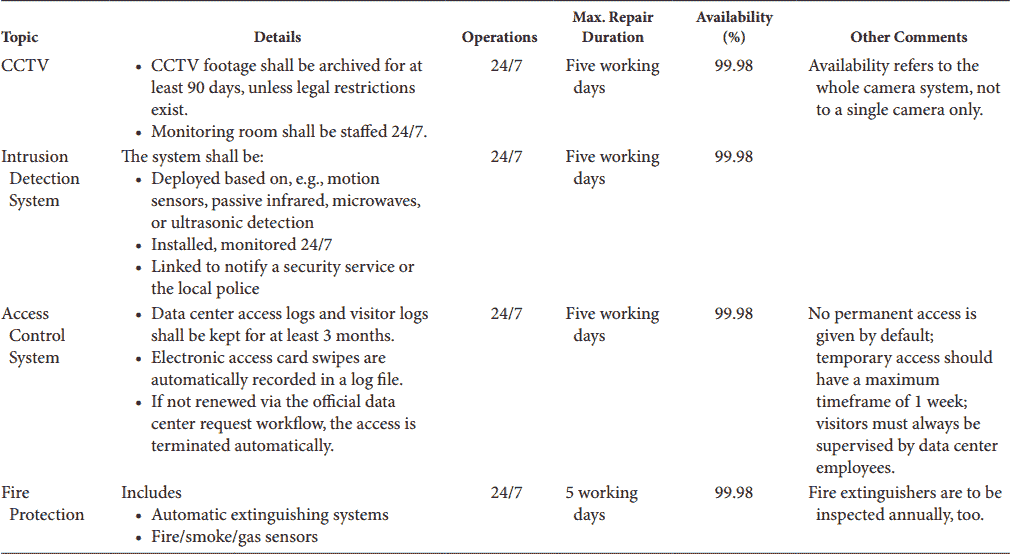 Topic Details Operations Max. Repair Duration Availability (%) Other Comments
CCTV • CCTV footage shall be archived for at 24/7 Five working 99.98 Availability refers to the
least 90 days, unless legal restrictions days whole camera system, not
exist. to a single camera only.
• Monitoring room shall be staffed 24/7.
Intrusion The system shall be: 24/7 Five working 99.98
Detection • Deployed based on, e.g., motion days
System sensors, passive infrared, microwaves,
or ultrasonic detection
• Installed, monitored 24/7
• Linked to notify a security service or
the local police
Access • Data center access logs and visitor logs 24/7 Five working 99.98 No permanent access is
Control shall be kept for at least 3 months. days given by default;
System • Electronic access card swipes are temporary access should
automatically recorded in a log file. have a maximum
• If not renewed via the official data timeframe of 1 week;
center request workflow, the access is visitors must always be
terminated automatically. supervised by data center
employees.
Fire Includes 24/7 5 working 99.98 Fire extinguishers are to be
Protection • Automatic extinguishing systems days inspected annually, too.
• Fire/smoke/gas sensors